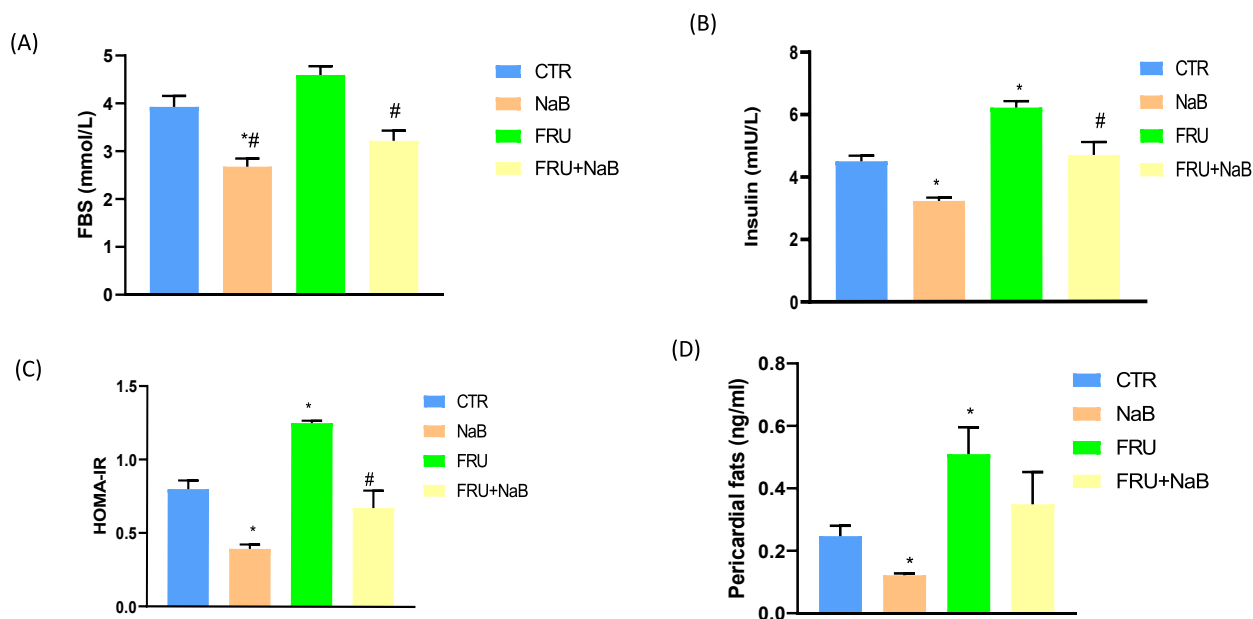 (A)
FBS (mmol/L)
5
4
3
2
1
0
*#
#
CTR
NaB
FRU
FRU+NaB
(B)
Insulin (mIU/L)
8
6
4
2
0
*
*
#
CTR
NaB
FRU
FRU+NaB
(C)
HOMA-IR
1.5
1.0
0.5
0.0
*
*
#
CTR
NaB
FRU
FRU+NaB
(D)
Pericardial fats (ng/ml)
0.8
0.6
0.4
0.2
0.0
*
*
CTR
NaB
FRU
FRU+NaB